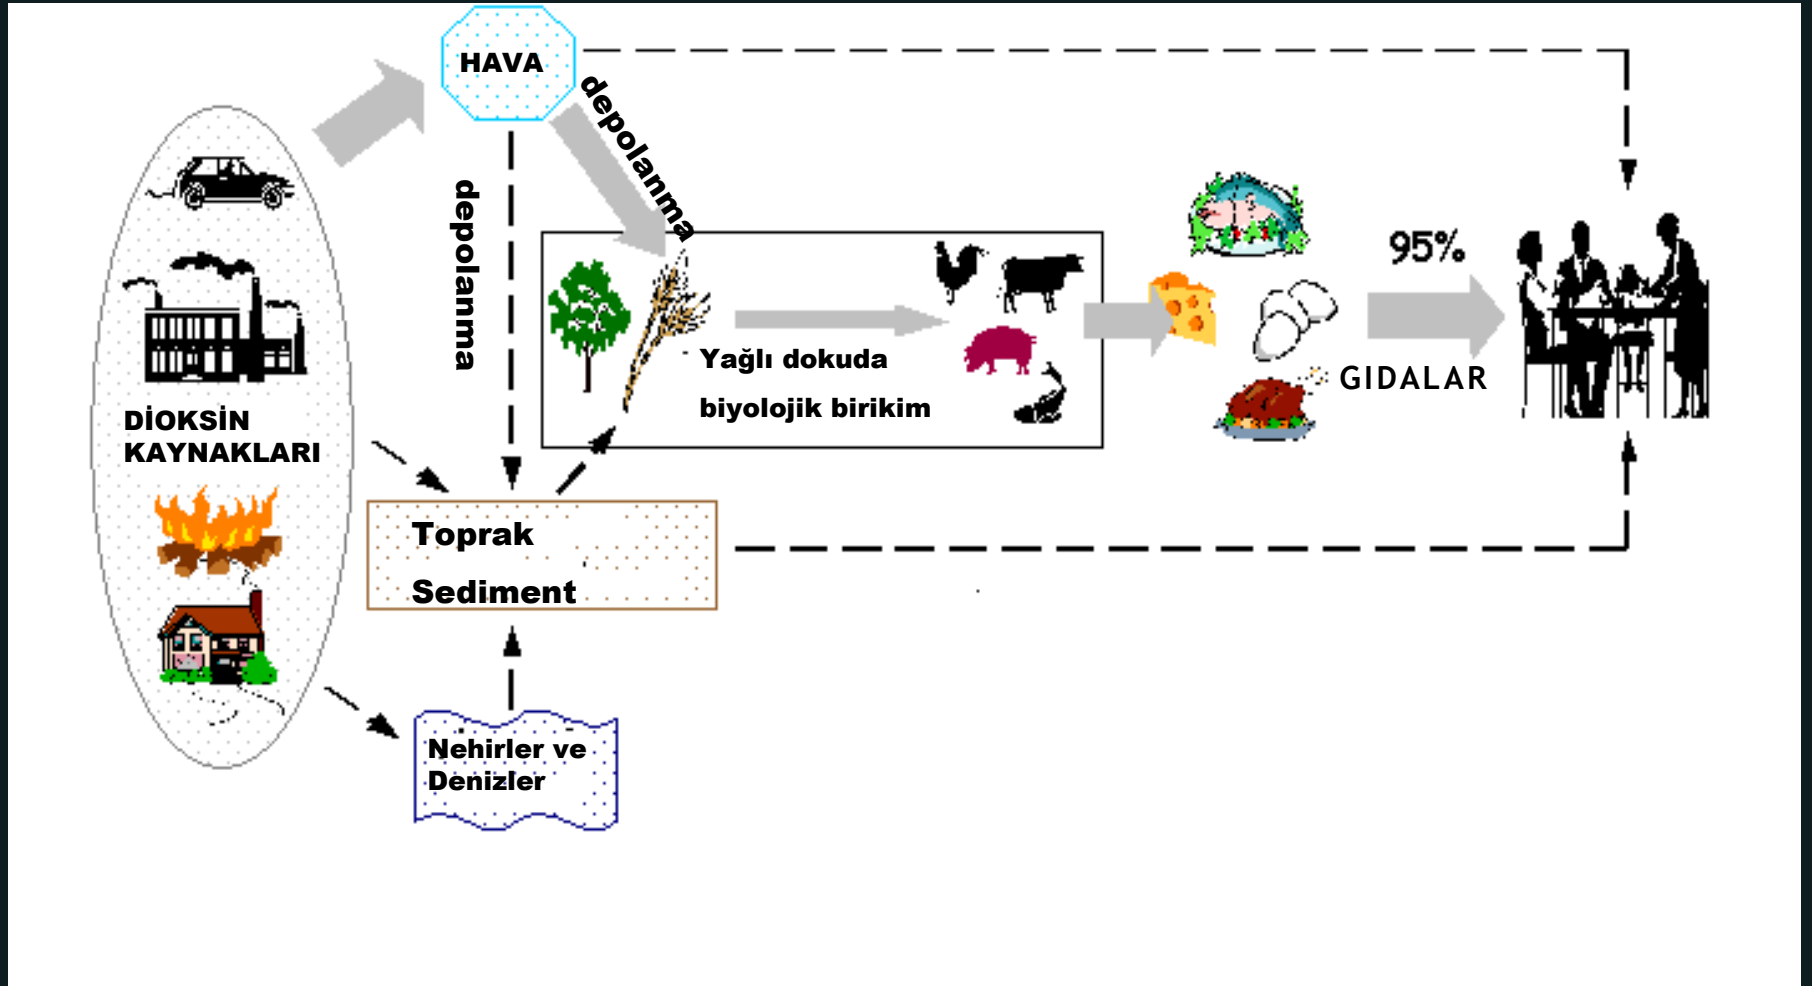 HAVA
depolanma
depolanma
95%
Yağlı dokuda
biyolojik birikim
GIDALAR
DİOKSİN
KAYNAKLARI
Toprak
Sediment
Nehirler ve
Denizler